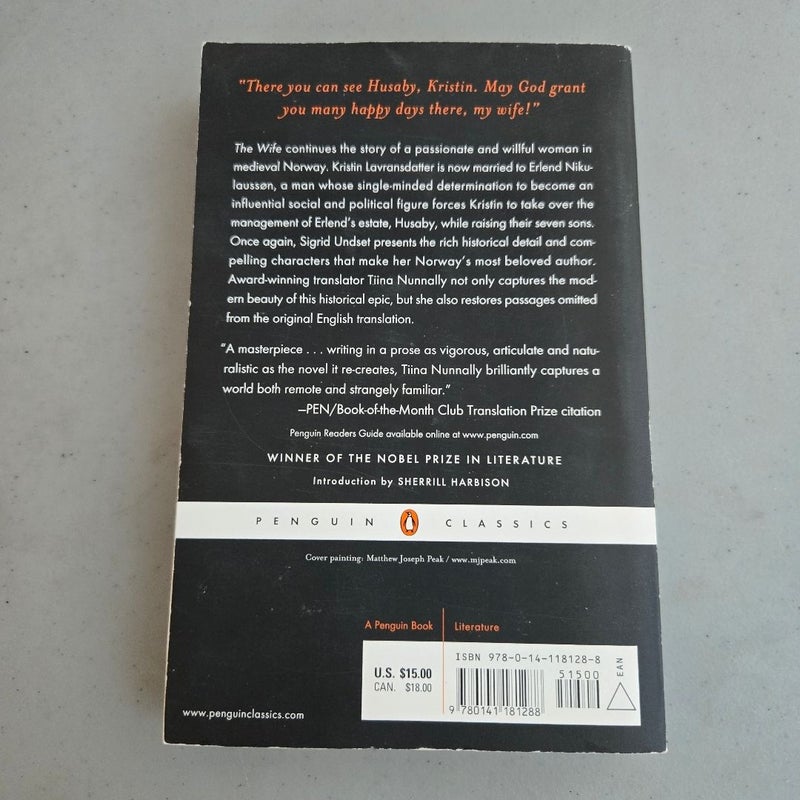 "There you can see Husaby, Kristin. May God grant
you many happy days there, my wife!"
The Wife continues the story of a passionate and willful woman in
medieval Norway. Kristin Lavransdatter is now married to Erlend Niku-
laussøn, a man whose single-minded determination to become an
influential social and political figure forces Kristin to take over the
management of Erlend's estate, Husaby, while raising their seven sons.
Once again, Sigrid Undset presents the rich historical detail and com-
pelling characters that make her Norway's most beloved author.
Award-winning translator Tiina Nunnally not only captures the mod-
ern beauty of this historical epic, but she also restores passages omitted
from the original English translation.
"A masterpiece . . . writing in a prose as vigorous, articulate and natu-
ralistic as the novel it re-creates, Tiina Nunnally brilliantly captures a
world both remote and strangely familiar."
—PEN/Book-of-the-Month Club Translation Prize citation
Penguin Readers Guide available online at www.penguin.com
WINNER OF THE NOBEL PRIZE IN LITERATURE
Introduction by SHERRILL HARBISON
PENGUIN CLASSICS
Cover painting: Matthew Joseph Peak / www.mjpeak.com
A Penguin Book Literature
U.S. $15.00
CAN. $18.00
ISBN 978-0-14-118128-8
51500
EAN
9 780141 181288
www.penguinclassics.com